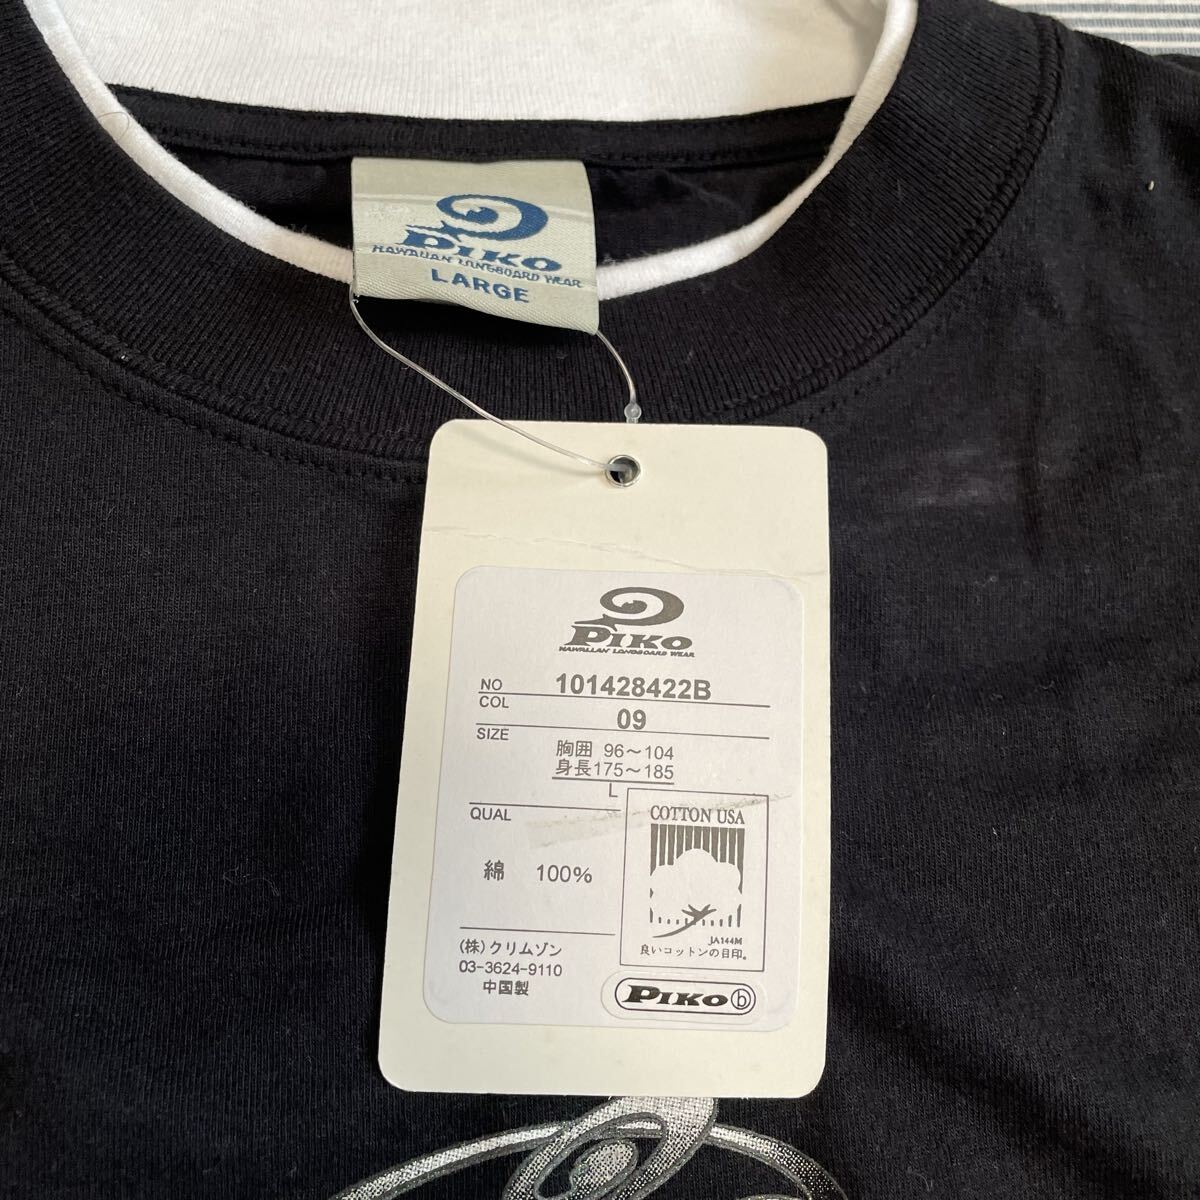 PIKO
HAWAIIAN LONGBOARD WEAR
LARGE
PIKO
HAWAIIAN LONGBOARD WEAR
NO 101428422B
COL 09
SIZE 胸囲 96～104
身長175～185
L
QUAL
綿 100%
COTTON USA
JA144M
良いコットンの目印。
(株)クリムゾン
03-3624-9110
中国製
PIKO b